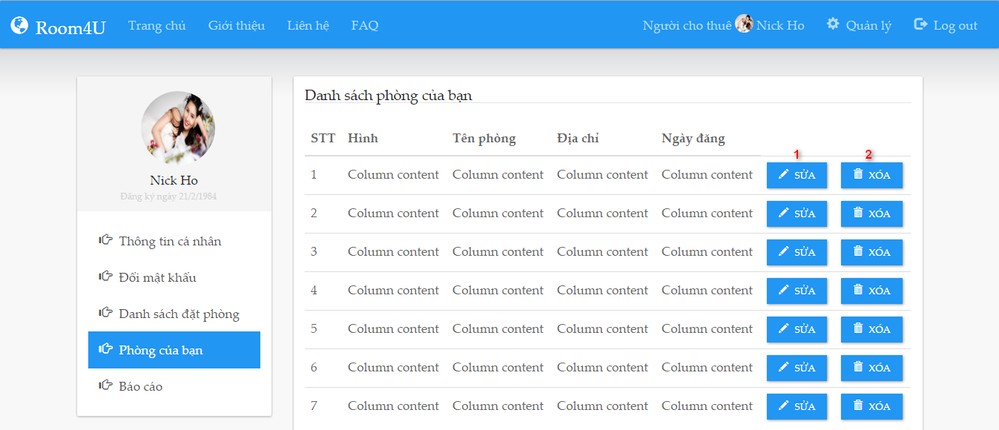 Room4U Trang chủ Giới thiệu Liên hệ FAQ Người cho thuê Nick Ho Quản lý Log out
Nick Ho
Đăng ký ngày 21/2/1984
Thông tin cá nhân
Đổi mật khẩu
Danh sách đặt phòng
Phòng của bạn
Báo cáo
Danh sách phòng của bạn
STT Hình Tên phòng Địa chỉ Ngày đăng
1 2
1 Column content Column content Column content Column content SỬA XÓA
2 Column content Column content Column content Column content SỬA XÓA
3 Column content Column content Column content Column content SỬA XÓA
4 Column content Column content Column content Column content SỬA XÓA
5 Column content Column content Column content Column content SỬA XÓA
6 Column content Column content Column content Column content SỬA XÓA
7 Column content Column content Column content Column content SỬA XÓA